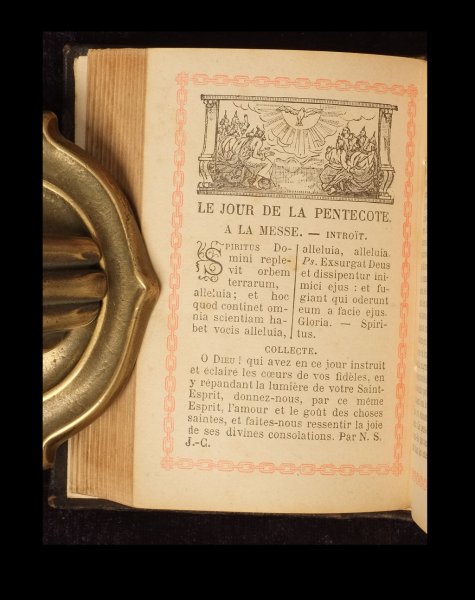 LE JOUR DE LA PENTECOTE.
A LA MESSE. — INTROÏT.
SPIRITUS Do-
mini reple-
vit orbem
terrarum,
alleluia; et hoc
quod continet om-
nia scientiam ha-
bet vocis alleluia,
alleluia, alleluia.
Ps. Exsurgat Deus
et dissipentur ini-
mici ejus : et fu-
giant qui oderunt
eum a facie ejus.
Gloria. — Spiri-
tus.
COLLECTE.
O DIEU! qui avez en ce jour instruit
et éclaire les cœurs de vos fidèles, en
y répandant la lumière de votre Saint-
Esprit, donnez-nous, par ce même
Esprit, l'amour et le goût des choses
saintes, et faites-nous ressentir la joie
de ses divines consolations. Par N. S.
J.-C.